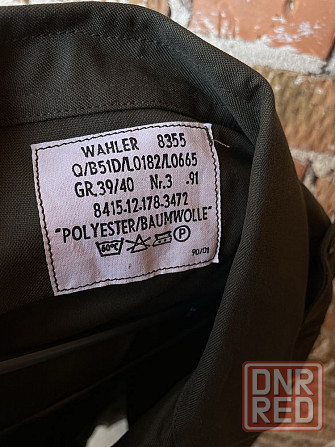 WAHLER 8355
Q/B51D/L0182/L0665
GR.39/40 Nr.3 .91
8415.12.178-3472
"POLYESTER/BAUMWOLLE"
60°C P
90/01
DNR
RED